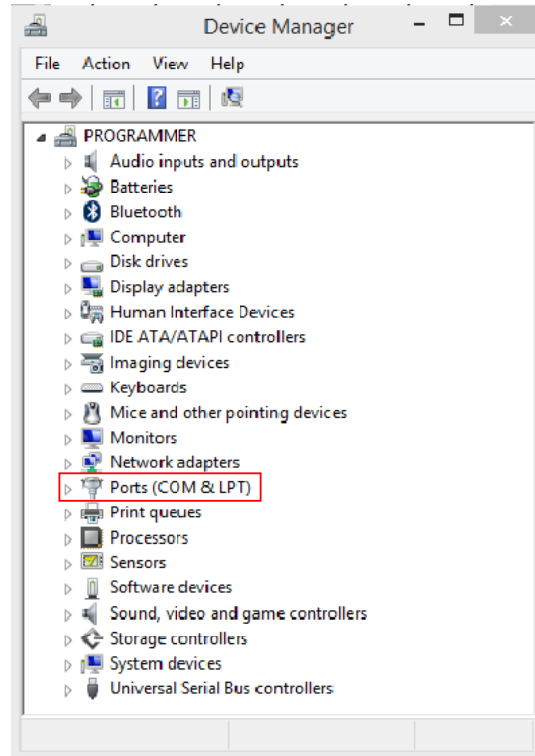 Device Manager
File Action View Help
PROGRAMMER
Audio inputs and outputs
Batteries
Bluetooth
Computer
Disk drives
Display adapters
Human Interface Devices
IDE ATA/ATAPI controllers
Imaging devices
Keyboards
Mice and other pointing devices
Monitors
Network adapters
Ports (COM & LPT)
Print queues
Processors
Sensors
Software devices
Sound, video and game controllers
Storage controllers
System devices
Universal Serial Bus controllers